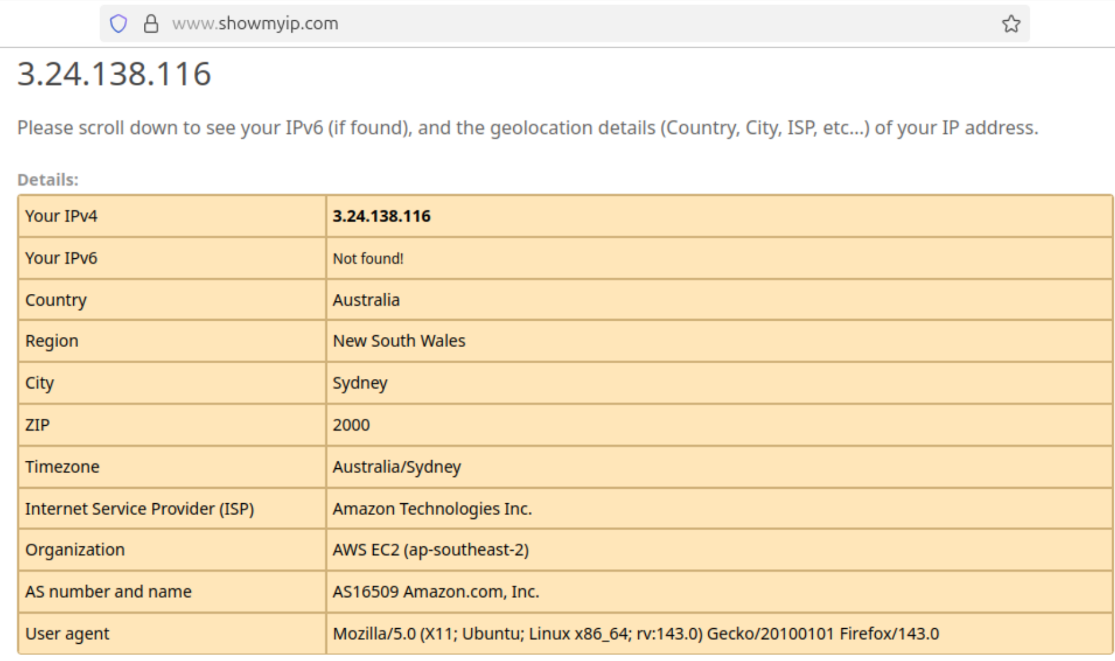 www.showmyip.com
3.24.138.116
Please scroll down to see your IPv6 (if found), and the geolocation details (Country, City, ISP, etc...) of your IP address.
Details:
Your IPv4 3.24.138.116
Your IPv6 Not found!
Country Australia
Region New South Wales
City Sydney
ZIP 2000
Timezone Australia/Sydney
Internet Service Provider (ISP) Amazon Technologies Inc.
Organization AWS EC2 (ap-southeast-2)
AS number and name AS16509 Amazon.com, Inc.
User agent Mozilla/5.0 (X11; Ubuntu; Linux x86_64; rv:143.0) Gecko/20100101 Firefox/143.0